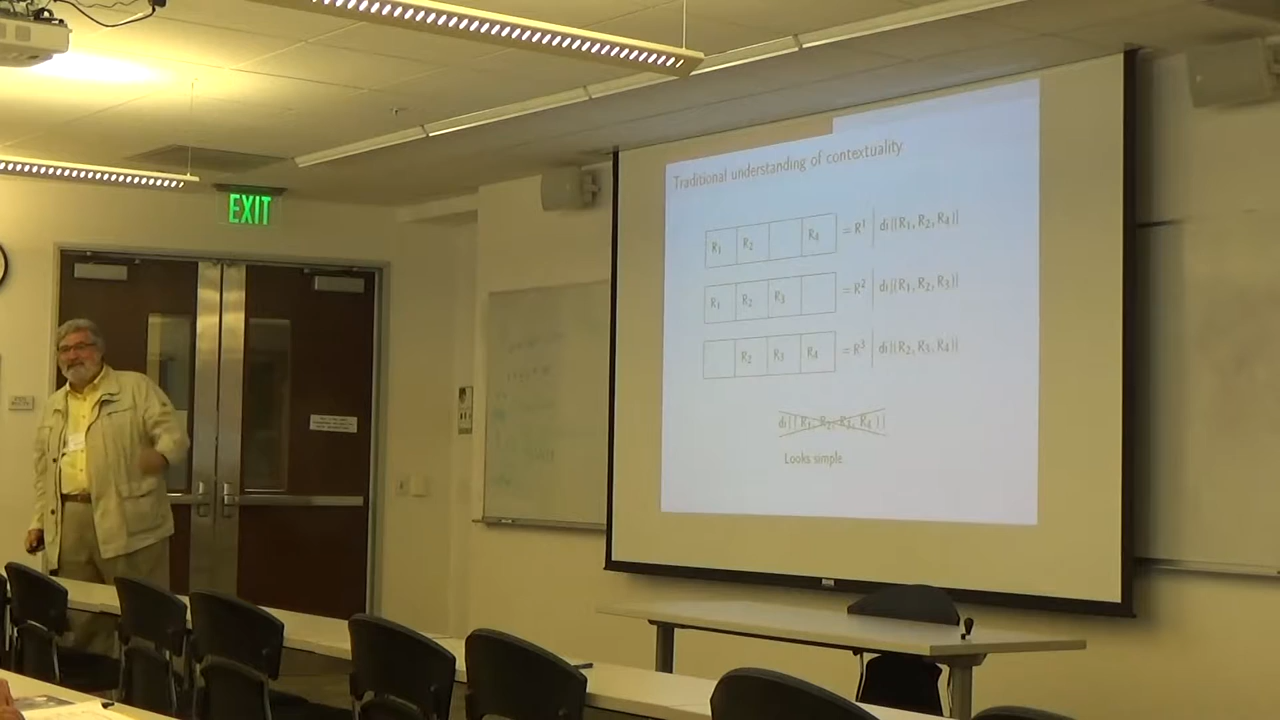 EXIT
Traditional understanding of contextuality
R₁ R₂ R₄ = R¹ | di[(R₁, R₂, R₄)]
R₁ R₂ R₃ = R² | di[(R₁, R₂, R₃)]
R₂ R₃ R₄ = R³ | di[(R₂, R₃, R₄)]
di[( R₁, R₂, R₃, R₄ )]
Looks simple